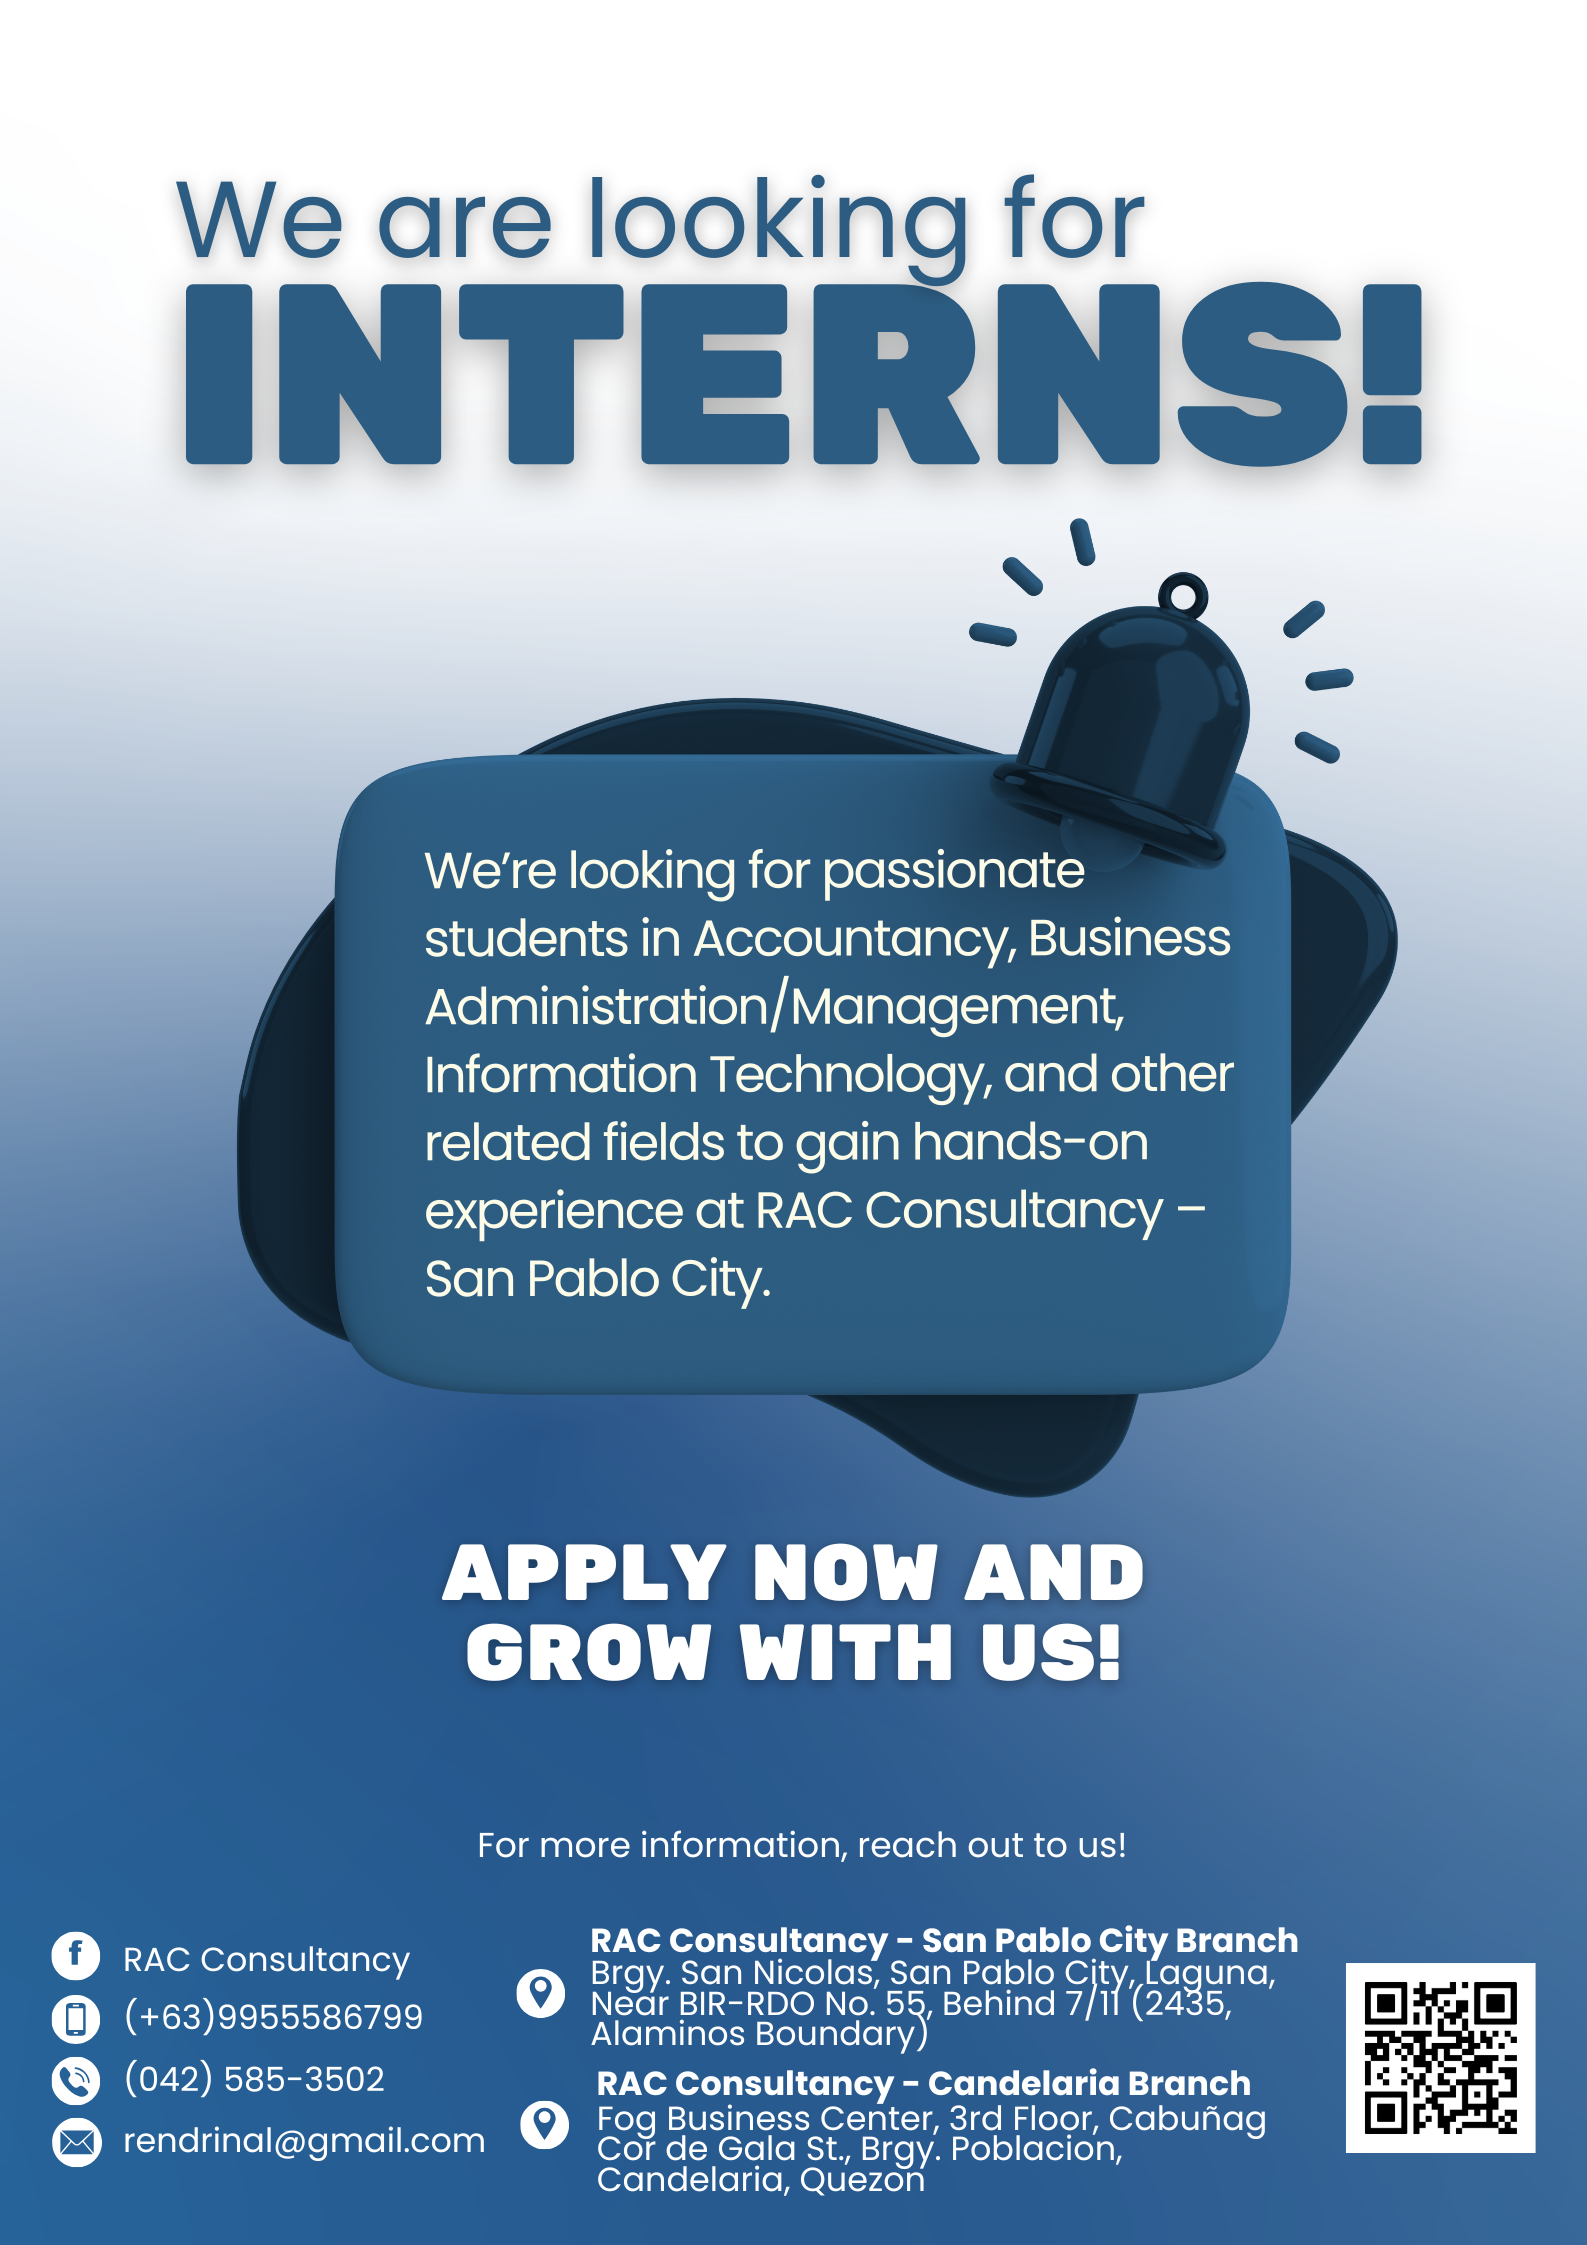 We are looking for
INTERNS!
We’re looking for passionate
students in Accountancy, Business
Administration/Management,
Information Technology, and other
related fields to gain hands-on
experience at RAC Consultancy –
San Pablo City.
APPLY NOW AND
GROW WITH US!
For more information, reach out to us!
RAC Consultancy
(+63)9955586799
(042) 585-3502
rendrinal@gmail.com
RAC Consultancy - San Pablo City Branch
Brgy. San Nicolas, San Pablo City, Laguna,
Near BIR-RDO No. 55, Behind 7/11 (2435,
Alaminos Boundary)
RAC Consultancy - Candelaria Branch
Fog Business Center, 3rd Floor, Cabuñag
Cor de Gala St., Brgy. Poblacion,
Candelaria, Quezon